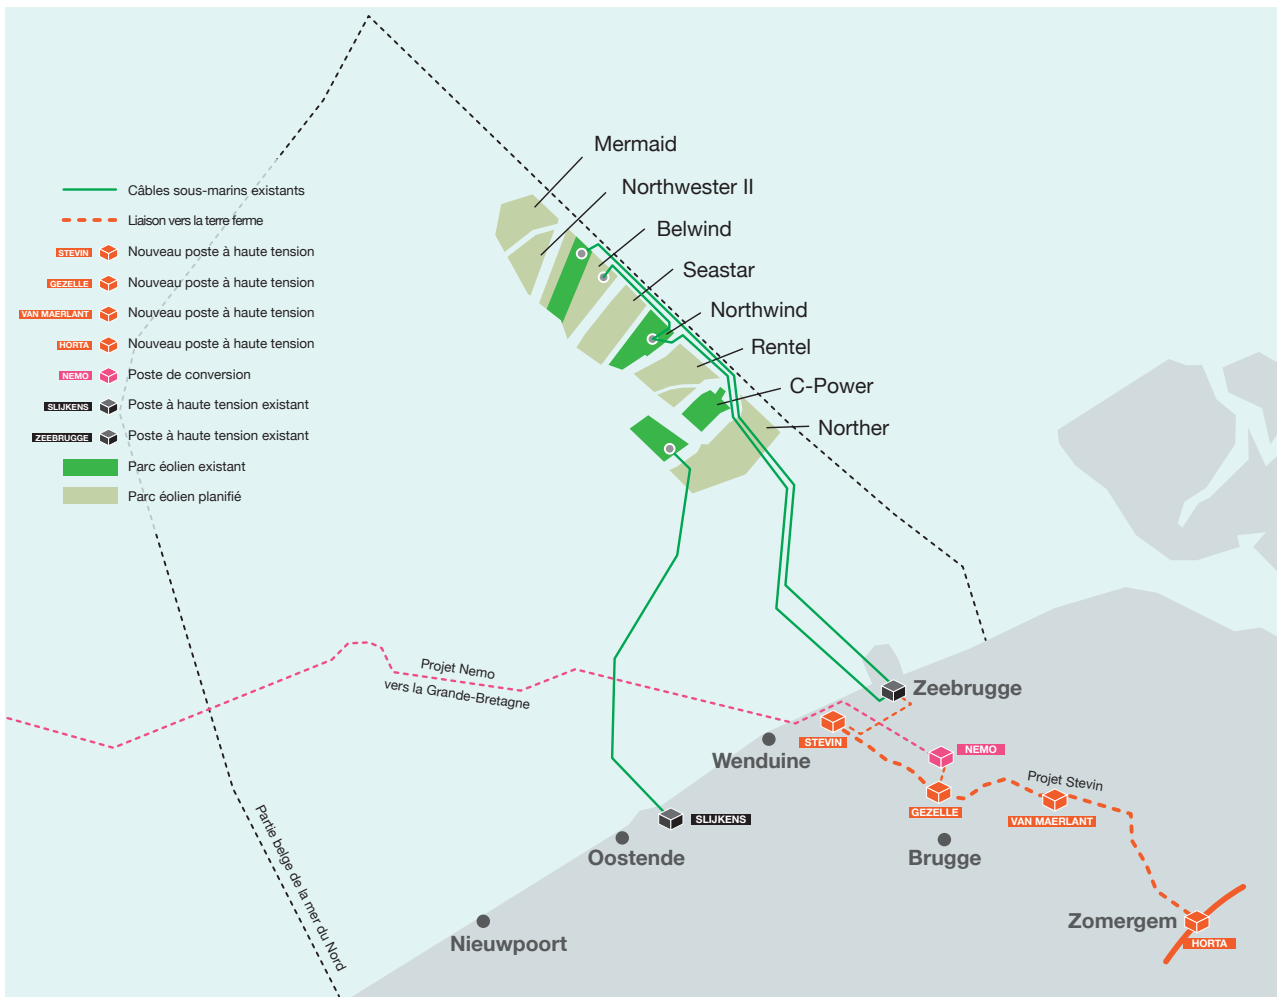 Mermaid
Northwester II
Belwind
Seastar
Northwind
Rentel
C-Power
Norther
Câbles sous-marins existants
Liaison vers la terre ferme
STEVIN Nouveau poste à haute tension
GEZELLE Nouveau poste à haute tension
VAN MAERLANT Nouveau poste à haute tension
HORTA Nouveau poste à haute tension
NEMO Poste de conversion
SLIJKENS Poste à haute tension existant
ZEEBRUGGE Poste à haute tension existant
Parc éolien existant
Parc éolien planifié
Projet Nemo
vers la Grande-Bretagne
Zeebrugge
STEVIN
NEMO
Wenduine
Projet Stevin
GEZELLE
VAN MAERLANT
SLIJKENS
Oostende
Brugge
Partie belge de la mer du Nord
Zomergem
HORTA
Nieuwpoort